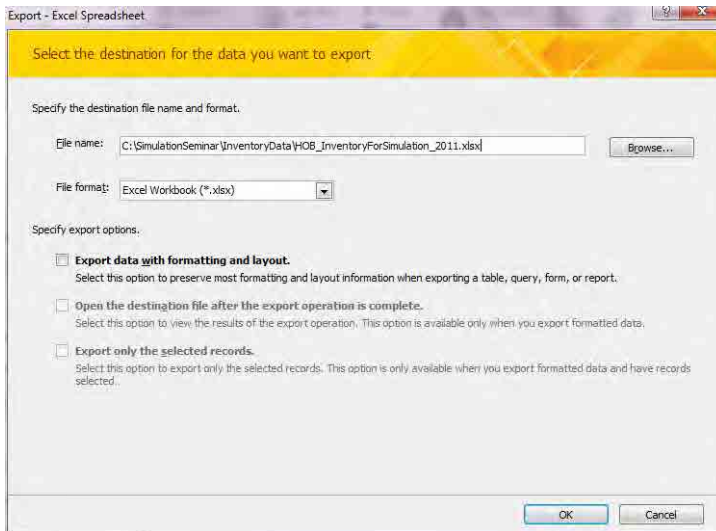 Export - Excel Spreadsheet
Select the destination for the data you want to export
Specify the destination file name and format.
File name: C:\SimulationSeminar\InventoryData\HOB_InventoryForSimulation_2011.xlsx Browse...
File format: Excel Workbook (*.xlsx)
Specify export options.
Export data with formatting and layout.
Select this option to preserve most formatting and layout information when exporting a table, query, form, or report.
Open the destination file after the export operation is complete.
Select this option to view the results of the export operation. This option is available only when you export formatted data.
Export only the selected records.
Select this option to export only the selected records. This option is only available when you export formatted data and have records
selected.
OK Cancel